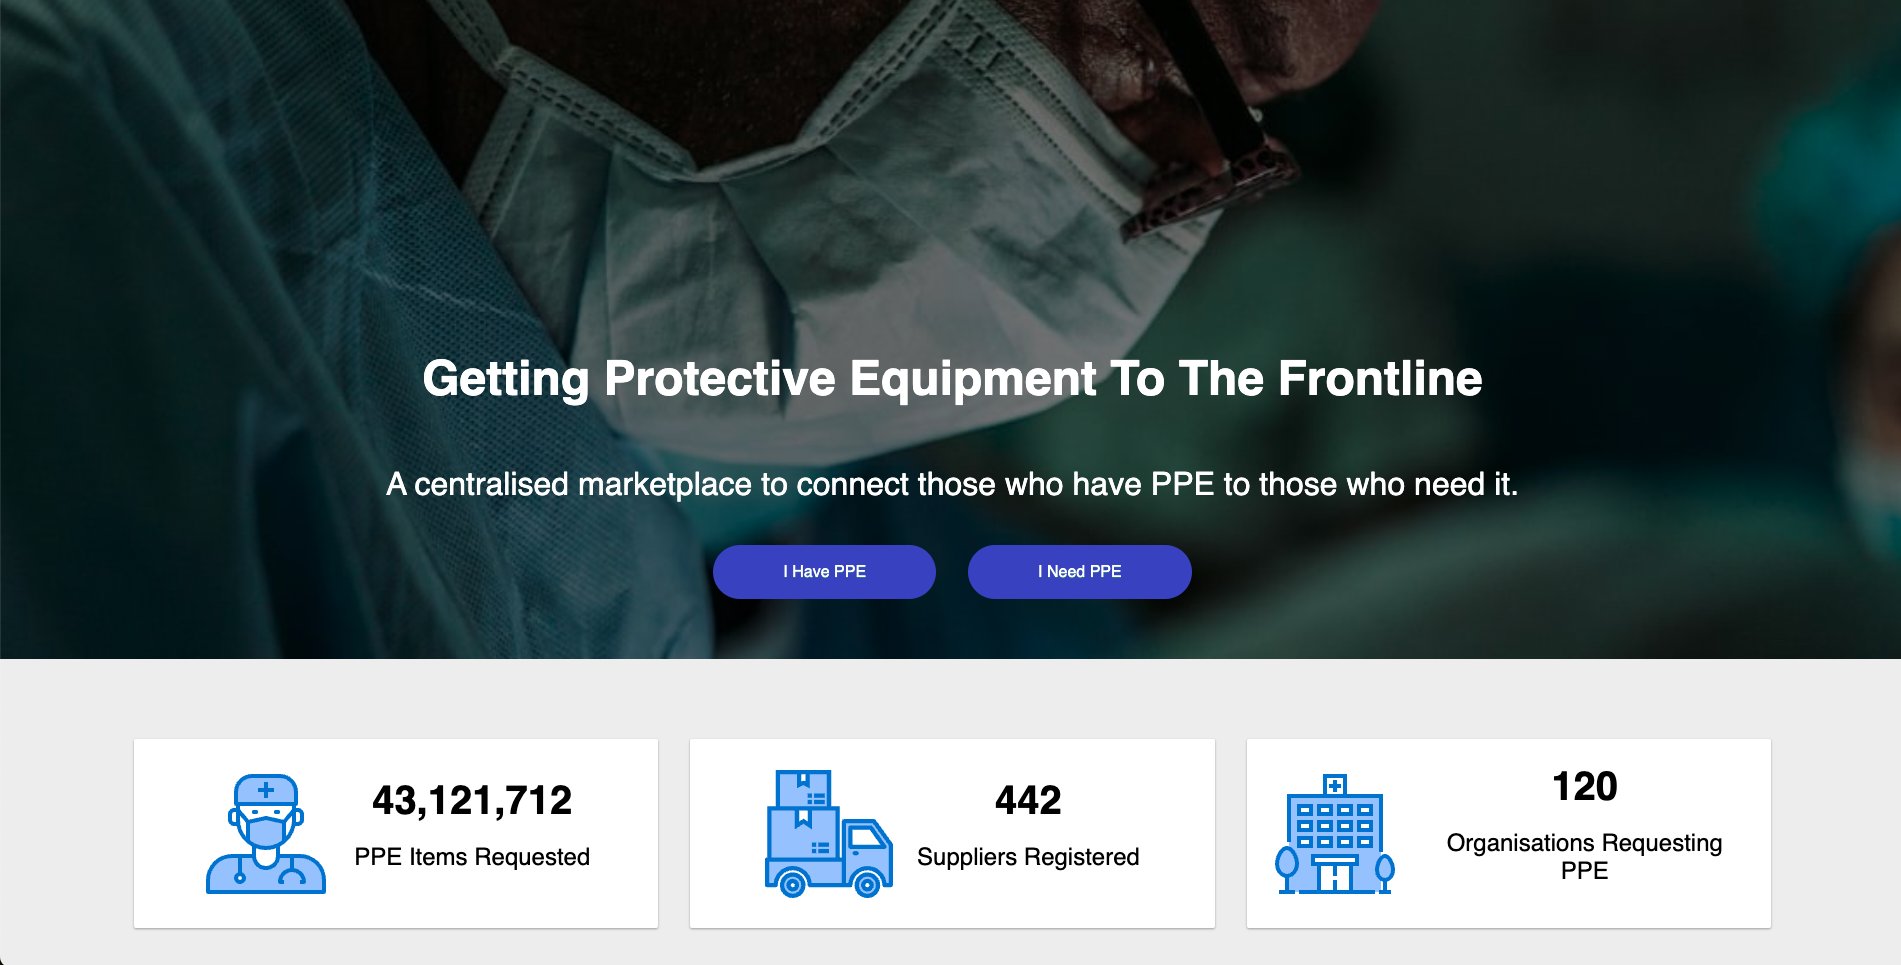 Getting Protective Equipment To The Frontline
A centralised marketplace to connect those who have PPE to those who need it.
I Have PPE
I Need PPE
43,121,712
PPE Items Requested
442
Suppliers Registered
120
Organisations Requesting
PPE